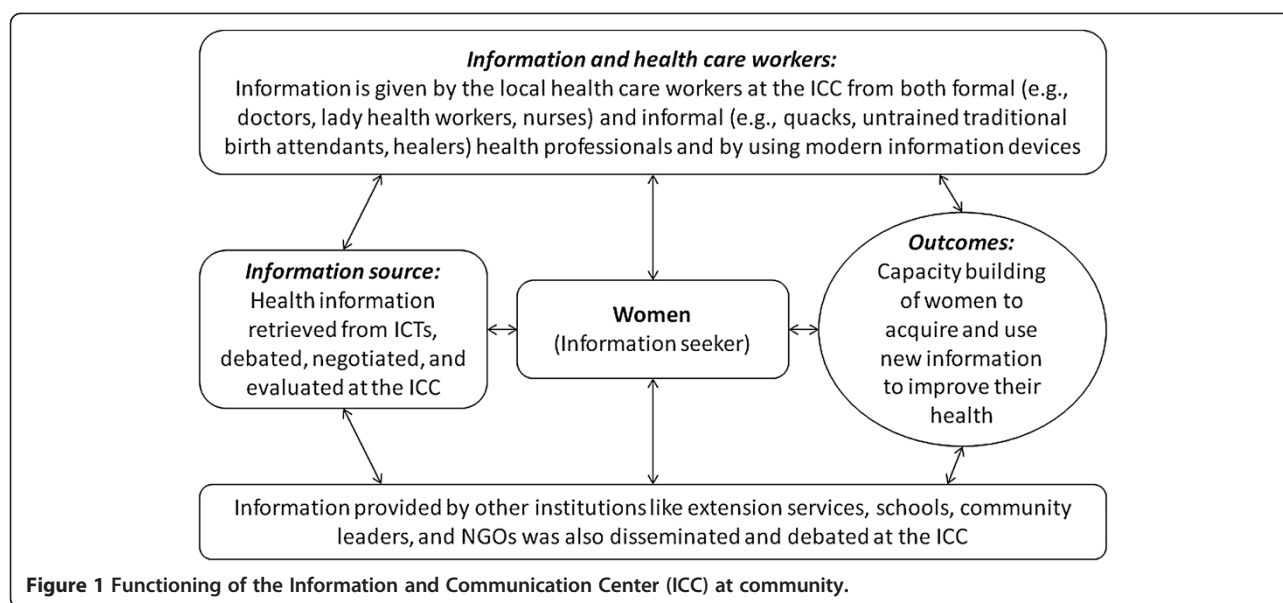 Information and health care workers:
Information is given by the local health care workers at the ICC from both formal (e.g.,
doctors, lady health workers, nurses) and informal (e.g., quacks, untrained traditional
birth attendants, healers) health professionals and by using modern information devices
Information source:
Health information
retrieved from ICTs,
debated, negotiated, and
evaluated at the ICC
Women
(Information seeker)
Outcomes:
Capacity building
of women to
acquire and use
new information
to improve their
health
Information provided by other institutions like extension services, schools, community
leaders, and NGOs was also disseminated and debated at the ICC
Figure 1 Functioning of the Information and Communication Center (ICC) at community.